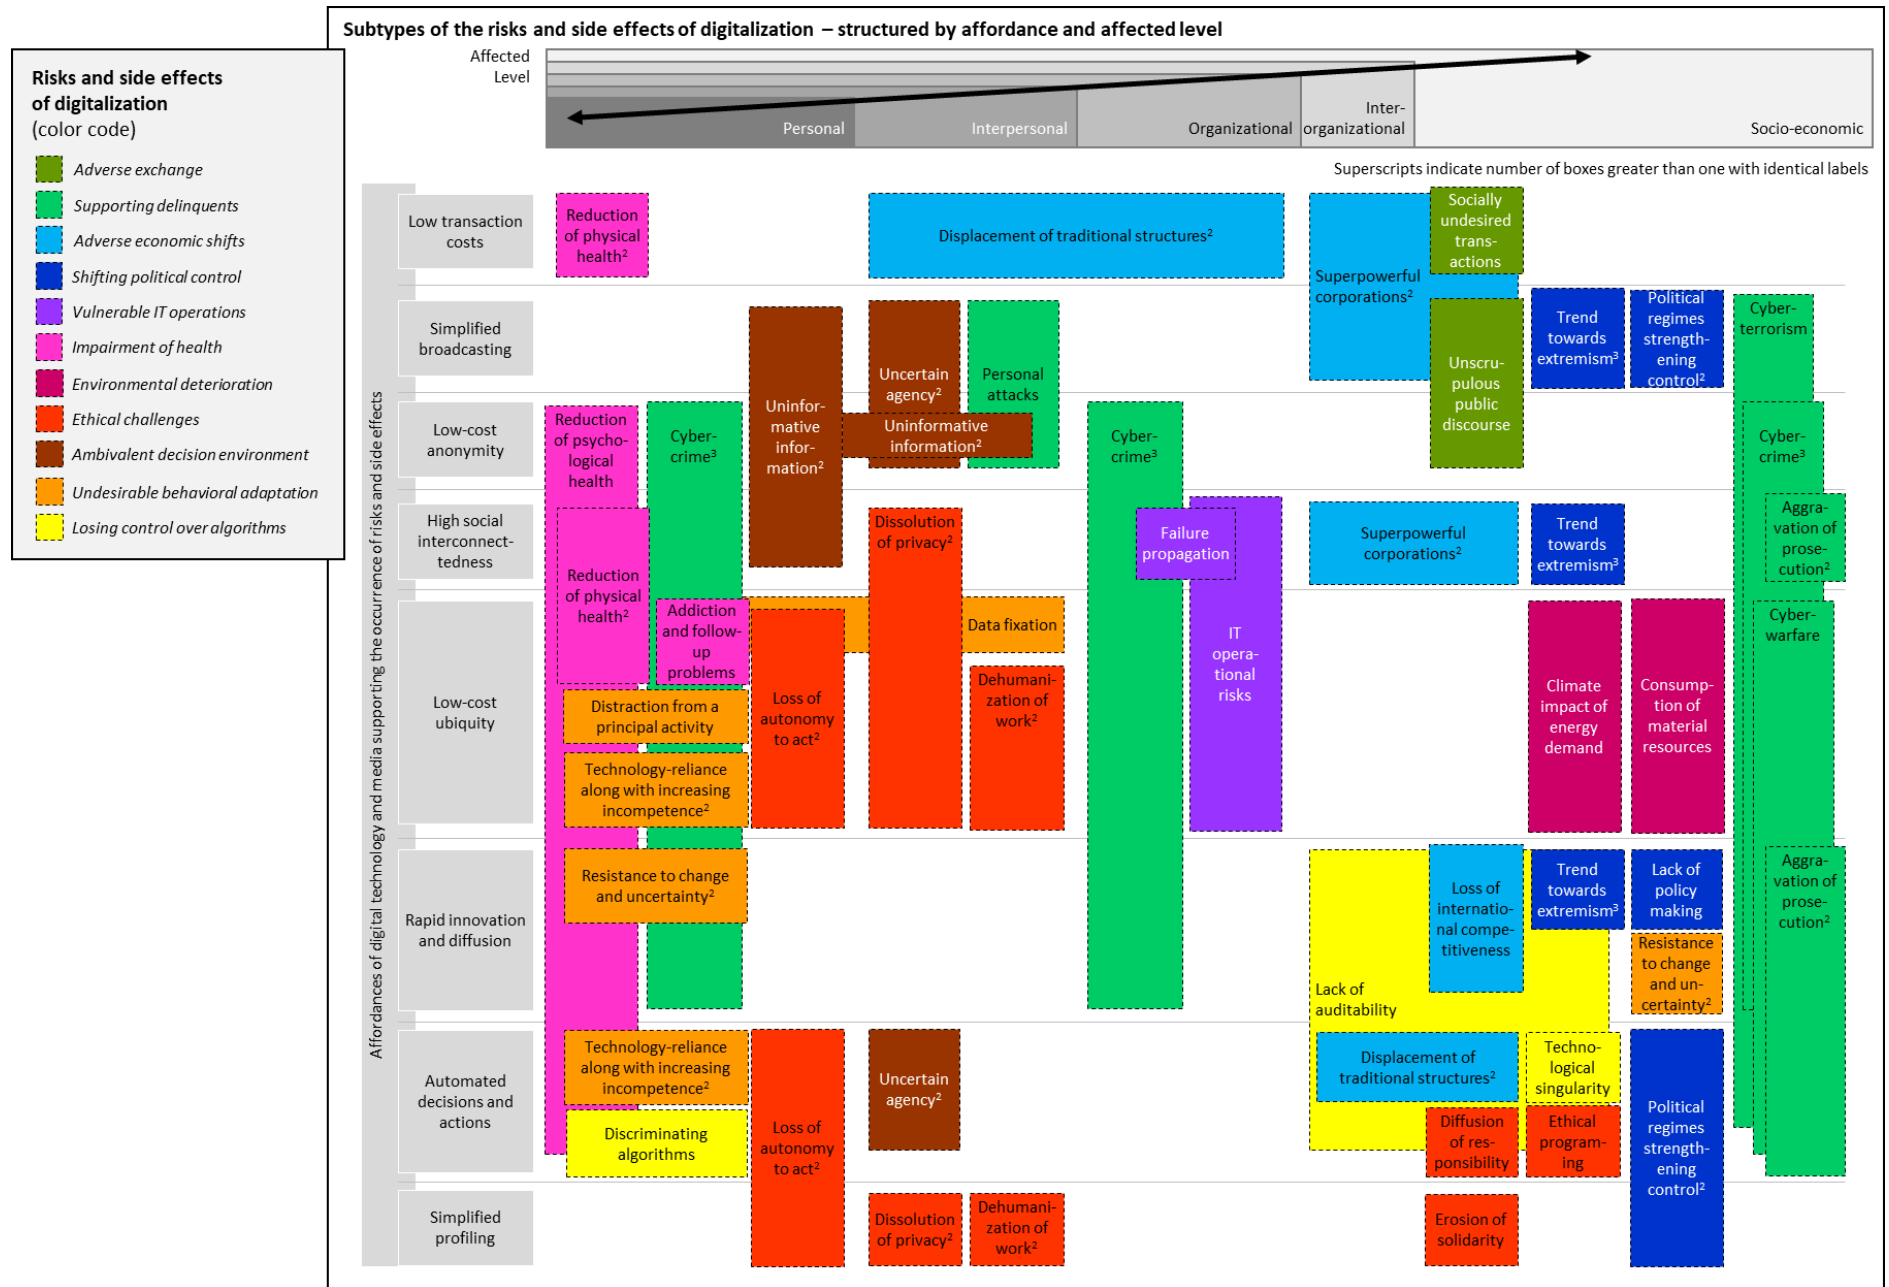 Subtypes of the risks and side effects of digitalization – structured by affordance and affected level
Affected
Level
Personal
Interpersonal
Organizational
Inter-
organizational
Socio-economic
Superscripts indicate number of boxes greater than one with identical labels
Risks and side effects
of digitalization
(color code)
Adverse exchange
Supporting delinquents
Adverse economic shifts
Shifting political control
Vulnerable IT operations
Impairment of health
Environmental deterioration
Ethical challenges
Ambivalent decision environment
Undesirable behavioral adaptation
Losing control over algorithms
Affordances of digital technology and media supporting the occurrence of risks and side effects
Low transaction
costs
Reduction
of physical
health²
Displacement of traditional structures²
Superpowerful
corporations²
Socially
undesired
trans-
actions
Simplified
broadcasting
Uninfor-
mative
infor-
mation²
Uncertain
agency²
Personal
attacks
Unscru-
pulous
public
discourse
Trend
towards
extremism³
Political
regimes
strength-
ening
control²
Cyber-
terrorism
Low-cost
anonymity
Reduction
of psycho-
logical
health
Cyber-
crime³
Uninformative
information²
Cyber-
crime³
Cyber-
crime³
High social
interconnect-
tedness
Reduction
of physical
health²
Dissolution
of privacy²
Failure
propagation
IT
opera-
tional
risks
Superpowerful
corporations²
Trend
towards
extremism³
Aggra-
vation of
prose-
cution²
Low-cost
ubiquity
Addiction
and follow-
up
problems
Data fixation
Distraction from a
principal activity
Technology-reliance
along with increasing
incompetence²
Loss of
autonomy
to act²
Dehumani-
zation of
work²
Climate
impact of
energy
demand
Consump-
tion of
material
resources
Cyber-
warfare
Rapid innovation
and diffusion
Resistance to change
and uncertainty²
Lack of
auditability
Loss of
internatio-
nal compe-
titiveness
Trend
towards
extremism³
Lack of
policy
making
Resistance
to change
and un-
certainty²
Aggra-
vation of
prose-
cution²
Automated
decisions and
actions
Technology-reliance
along with increasing
incompetence²
Discriminating
algorithms
Loss of
autonomy
to act²
Uncertain
agency²
Displacement of
traditional structures²
Techno-
logical
singularity
Diffusion
of res-
ponsibility
Ethical
program-
ing
Political
regimes
strength-
ening
control²
Simplified
profiling
Dissolution
of privacy²
Dehumani-
zation of
work²
Erosion of
solidarity